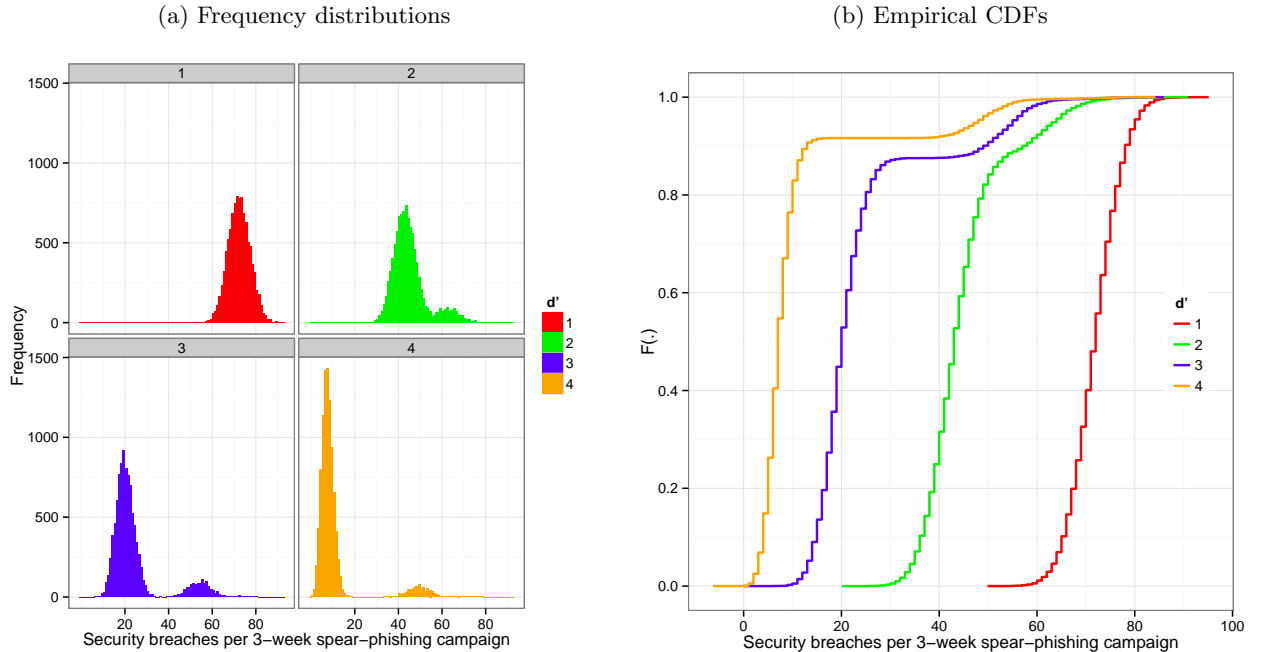 (a) Frequency distributions
1 2
1500
1000
500
0
3 4
1500
1000
500
0
20 40 60 80 20 40 60 80
Frequency
Security breaches per 3−week spear−phishing campaign
d'
1
2
3
4
(b) Empirical CDFs
1.0
0.8
0.6
0.4
0.2
0.0
F(.)
0 20 40 60 80 100
Security breaches per 3−week spear−phishing campaign
d'
1
2
3
4